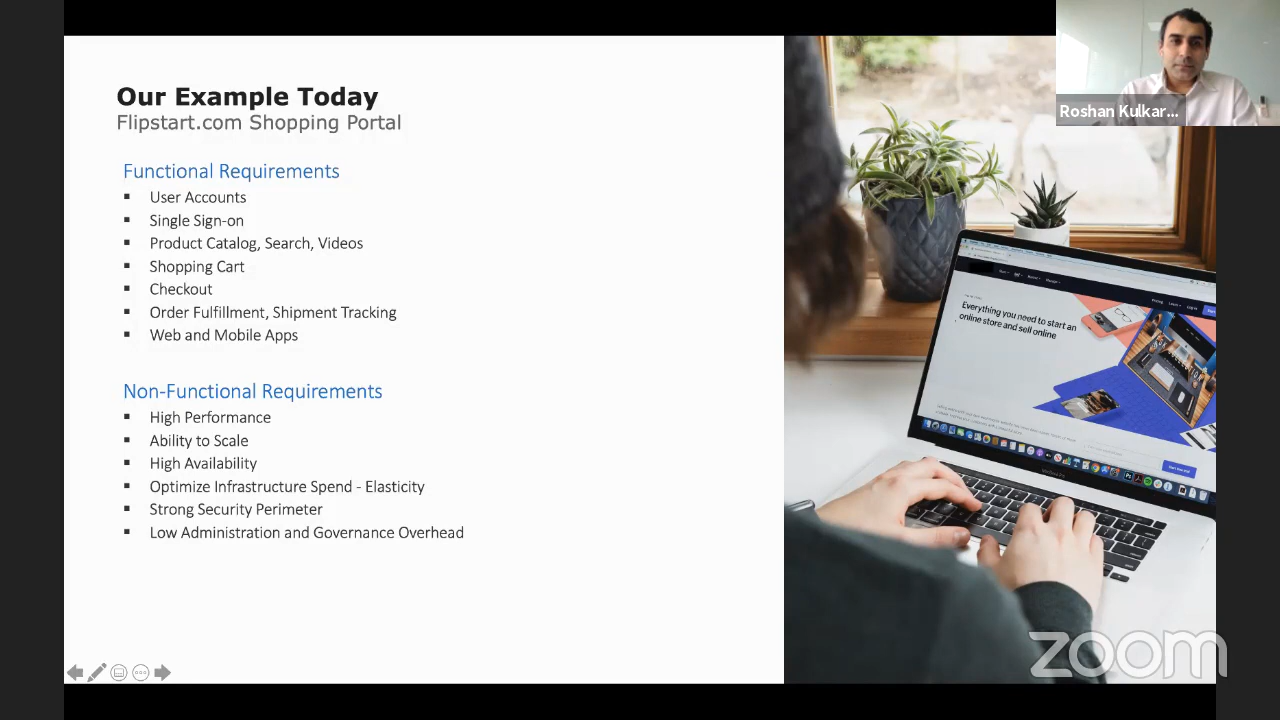 Our Example Today
Flipstart.com Shopping Portal
Functional Requirements
User Accounts
Single Sign-on
Product Catalog, Search, Videos
Shopping Cart
Checkout
Order Fulfillment, Shipment Tracking
Web and Mobile Apps
Non-Functional Requirements
High Performance
Ability to Scale
High Availability
Optimize Infrastructure Spend - Elasticity
Strong Security Perimeter
Low Administration and Governance Overhead
Roshan Kulkar...
Everything you need to start an
online store and sell online
zoom